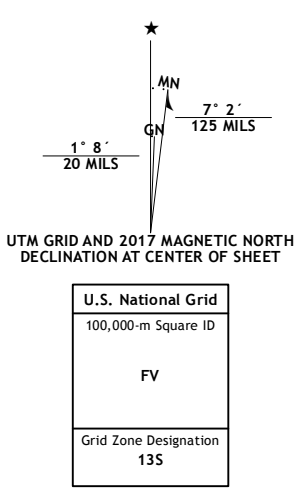 MN
7° 2´
125 MILS
GN
1° 8´
20 MILS
UTM GRID AND 2017 MAGNETIC NORTH
DECLINATION AT CENTER OF SHEET
U.S. National Grid
100,000-m Square ID
FV
Grid Zone Designation
13S